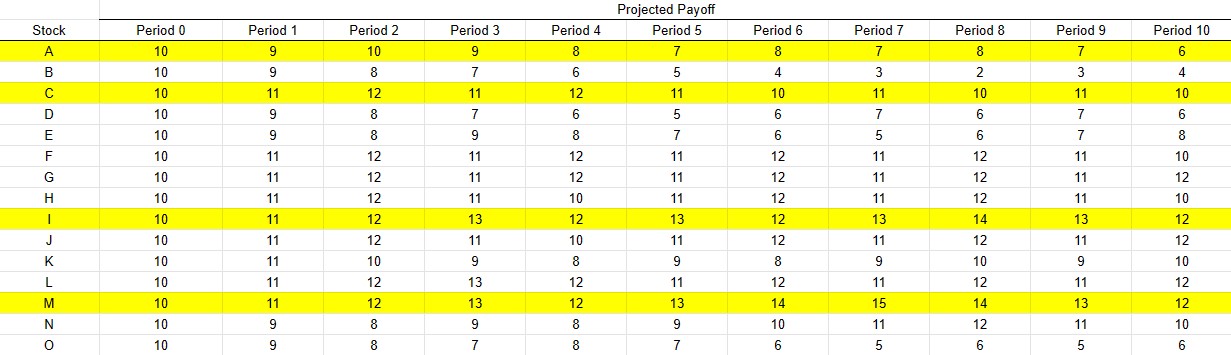 Projected Payoff
Stock Period 0 Period 1 Period 2 Period 3 Period 4 Period 5 Period 6 Period 7 Period 8 Period 9 Period 10
A 10 9 10 9 8 7 8 7 8 7 6
B 10 9 8 7 6 5 4 3 2 3 4
C 10 11 12 11 12 11 10 11 10 11 10
D 10 9 8 7 6 5 6 7 6 7 6
E 10 9 8 9 8 7 6 5 6 7 8
F 10 11 12 11 12 11 12 11 12 11 10
G 10 11 12 11 12 11 12 11 12 11 12
H 10 11 12 11 10 11 12 11 12 11 10
I 10 11 12 13 12 13 12 13 14 13 12
J 10 11 12 11 10 11 12 11 12 11 12
K 10 11 10 9 8 9 8 9 10 9 10
L 10 11 12 13 12 11 12 11 12 11 12
M 10 11 12 13 12 13 14 15 14 13 12
N 10 9 8 9 8 9 10 11 12 11 10
O 10 9 8 7 8 7 6 5 6 5 6